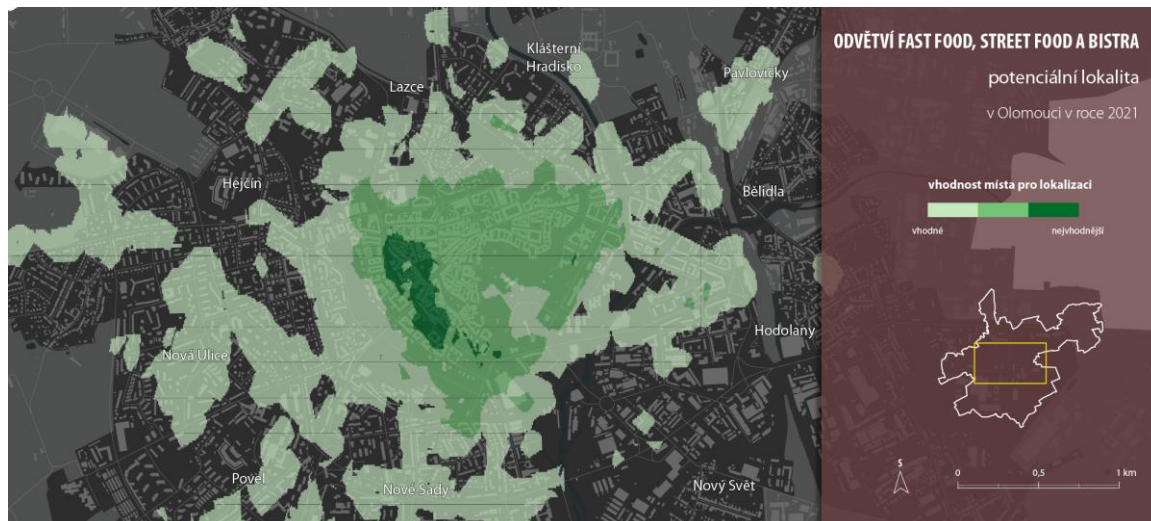 ODVĚTVÍ FAST FOOD, STREET FOOD A BISTRA
potenciální lokalita
v Olomouci v roce 2021
Klášterní
Hradisko
Pavlovičky
Lazce
Hejčín
Bělidla
vhodnost místa pro lokalizaci
vhodné
nejvhodnější
Hodolany
Nová Ulice
Povel
Nové Sady
Nový Svět
S
0
0,5
1 km